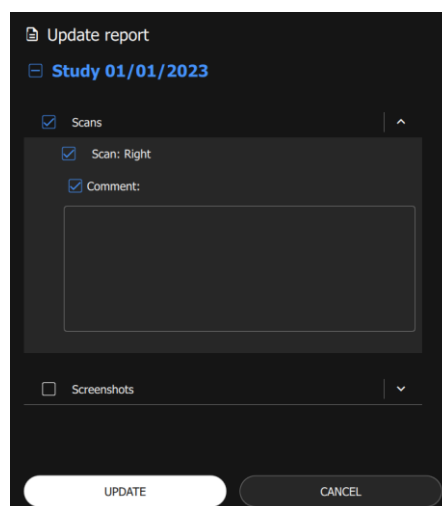 Update report
Study 01/01/2023
Scans
Scan: Right
Comment:
Screenshots
UPDATE CANCEL